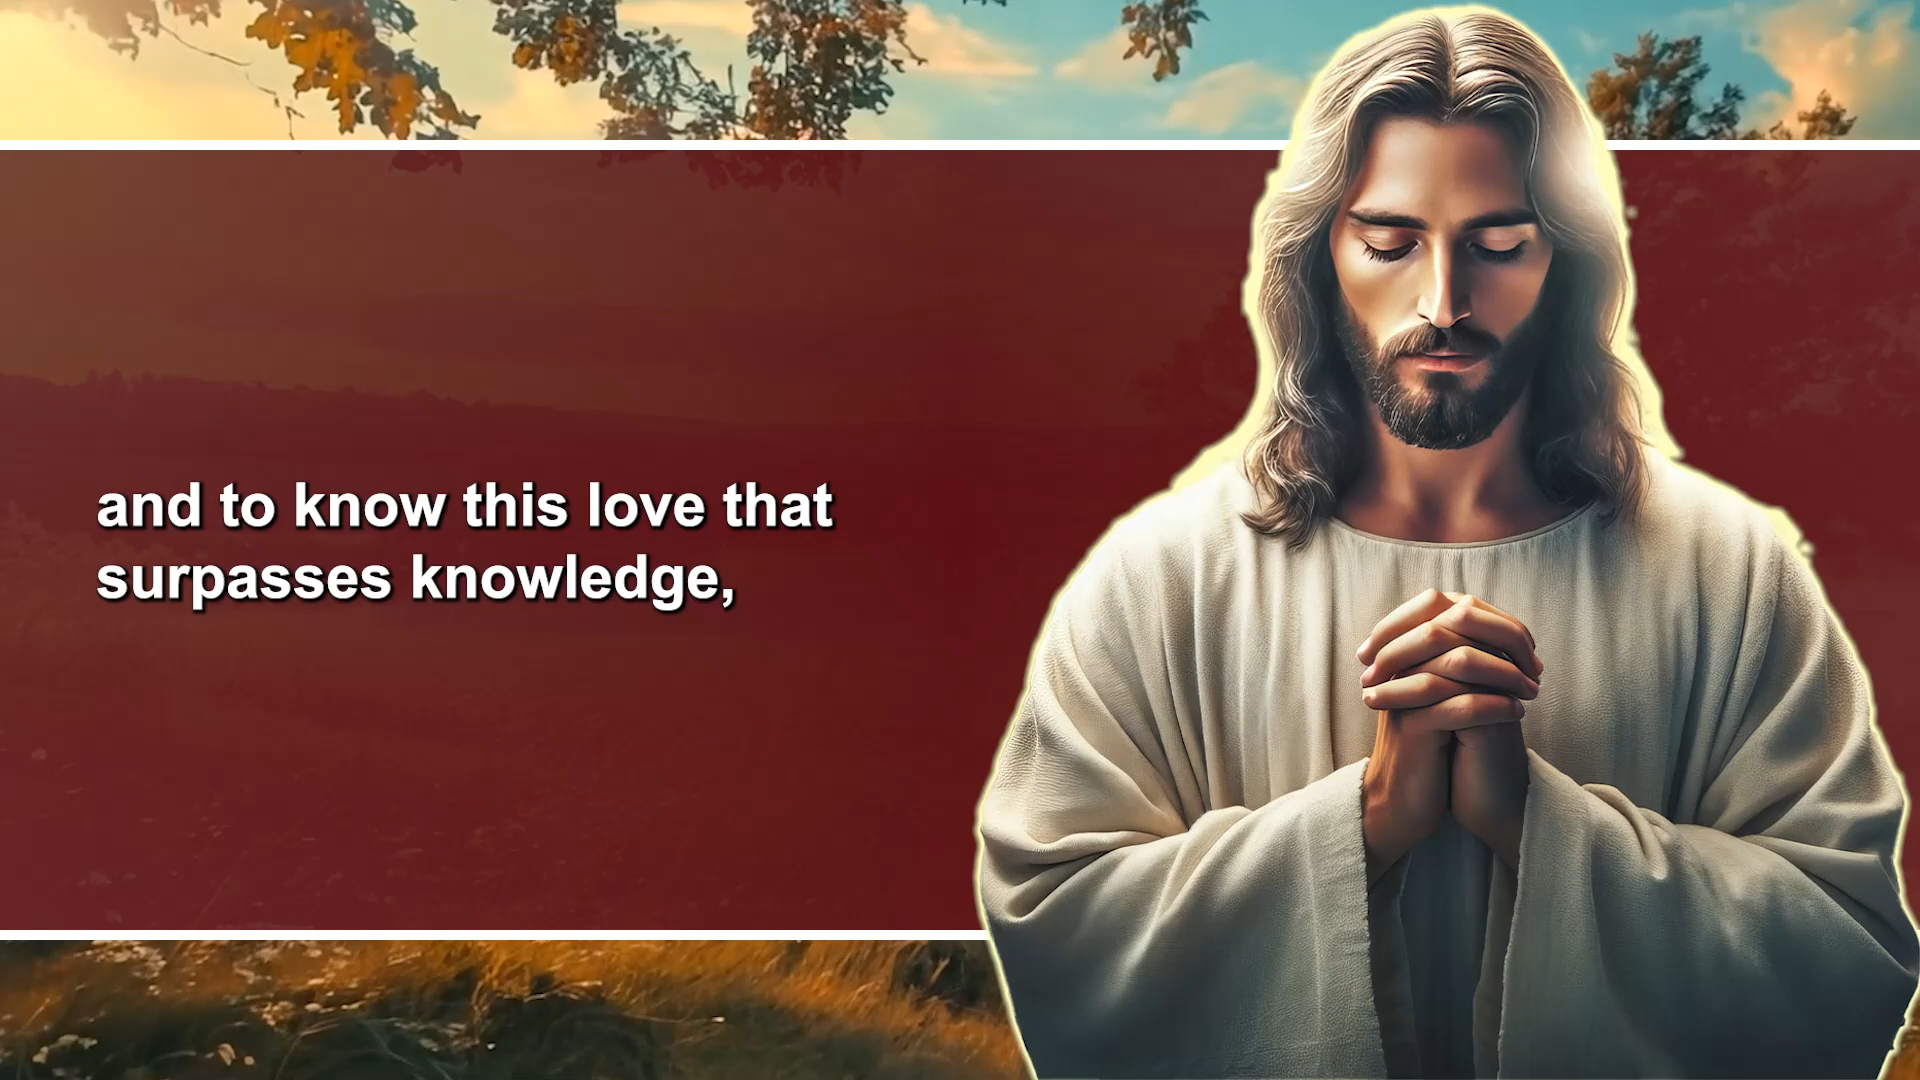 and to know this love that
surpasses knowledge,